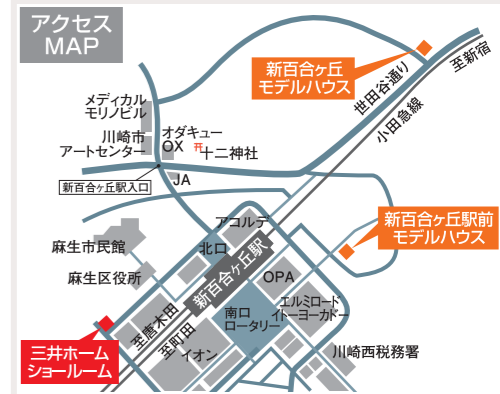 アクセス
MAP
新百合ヶ丘
モデルハウス
世田谷通り
至新宿
小田急線
メディカル
モリノビル
川崎市
アートセンター
オダキュー
OX
十二神社
新百合ヶ丘駅入口
JA
アコルデ
北口
新百合ヶ丘駅
新百合ヶ丘駅前
モデルハウス
麻生市民館
麻生区役所
OPA
南口
ロータリー
エルミロード
イトーヨーカドー
至唐木田
至町田
イオン
三井ホーム
ショールーム
川崎西税務署